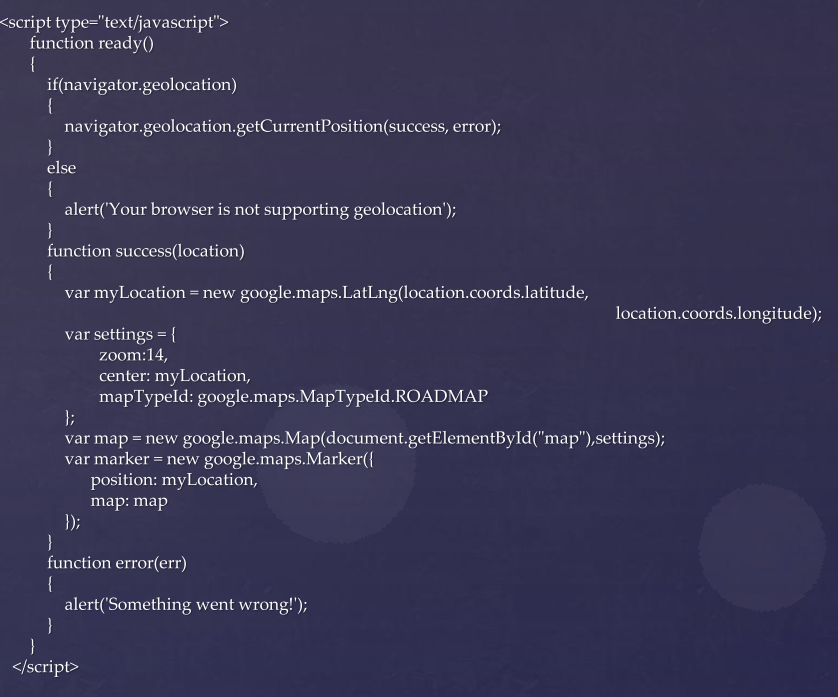 <script type="text/javascript">
function ready()
{
if(navigator.geolocation)
{
navigator.geolocation.getCurrentPosition(success, error);
}
else
{
alert('Your browser is not supporting geolocation');
}
function success(location)
{
var myLocation = new google.maps.LatLng(location.coords.latitude,
location.coords.longitude);
var settings = {
zoom:14,
center: myLocation,
mapTypeId: google.maps.MapTypeId.ROADMAP
};
var map = new google.maps.Map(document.getElementById("map"),settings);
var marker = new google.maps.Marker({
position: myLocation,
map: map
});
}
function error(err)
{
alert('Something went wrong!');
}
}
</script>